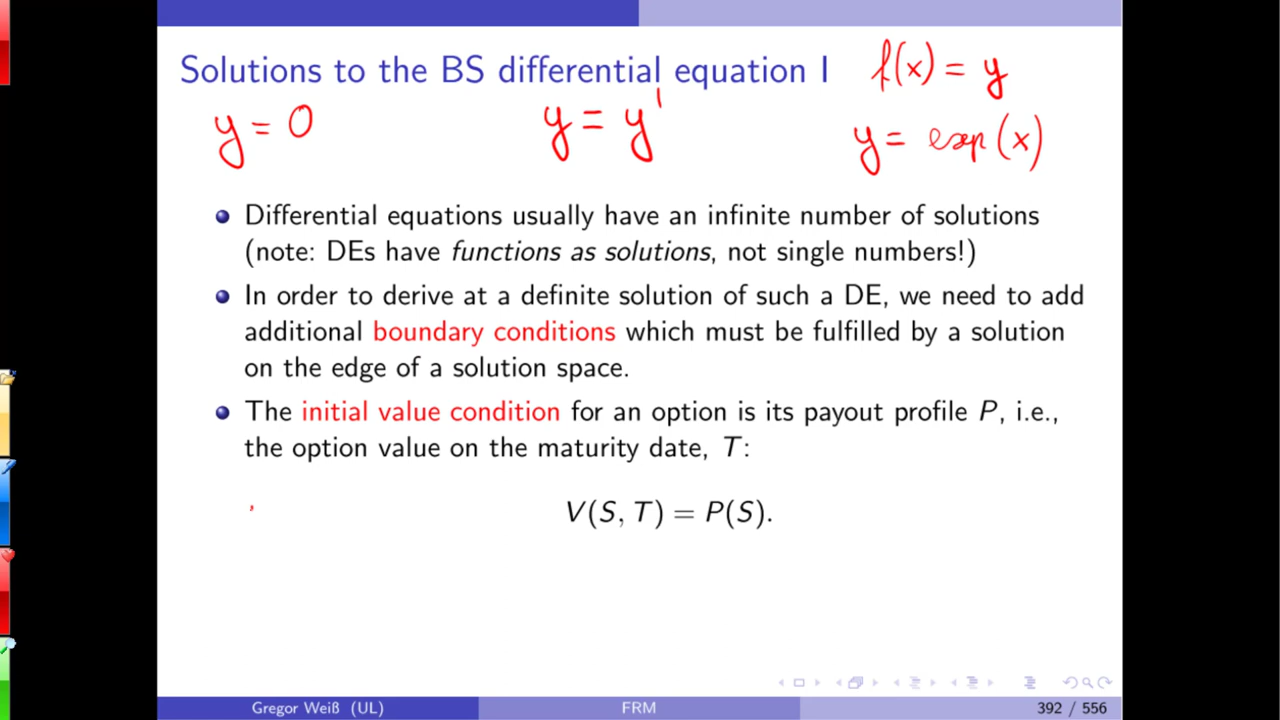 Solutions to the BS differential equation I
f(x) = y
y = 0
y = y'
y = exp(x)
Differential equations usually have an infinite number of solutions
(note: DEs have functions as solutions, not single numbers!)
In order to derive at a definite solution of such a DE, we need to add
additional boundary conditions which must be fulfilled by a solution
on the edge of a solution space.
The initial value condition for an option is its payout profile P, i.e.,
the option value on the maturity date, T:
V(S, T) = P(S).
Gregor Weiß (UL)
FRM
392 / 556